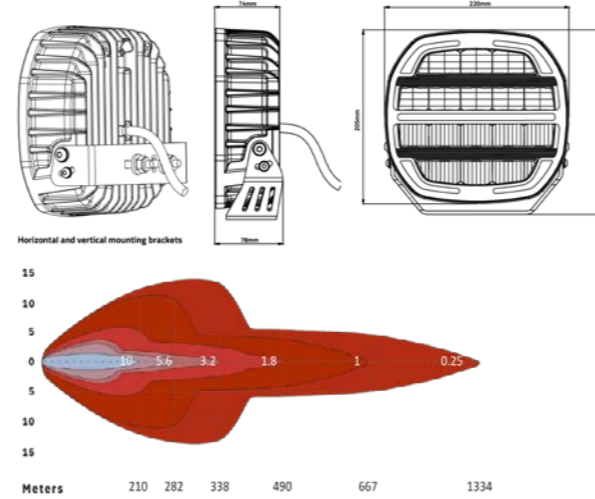 74mm
220mm
205mm
78mm
Horizontal and vertical mounting brackets
15
10
5
0
5
10
15
10 5.6 3.2 1.8 1 0.25
Meters 210 282 338 490 667 1334